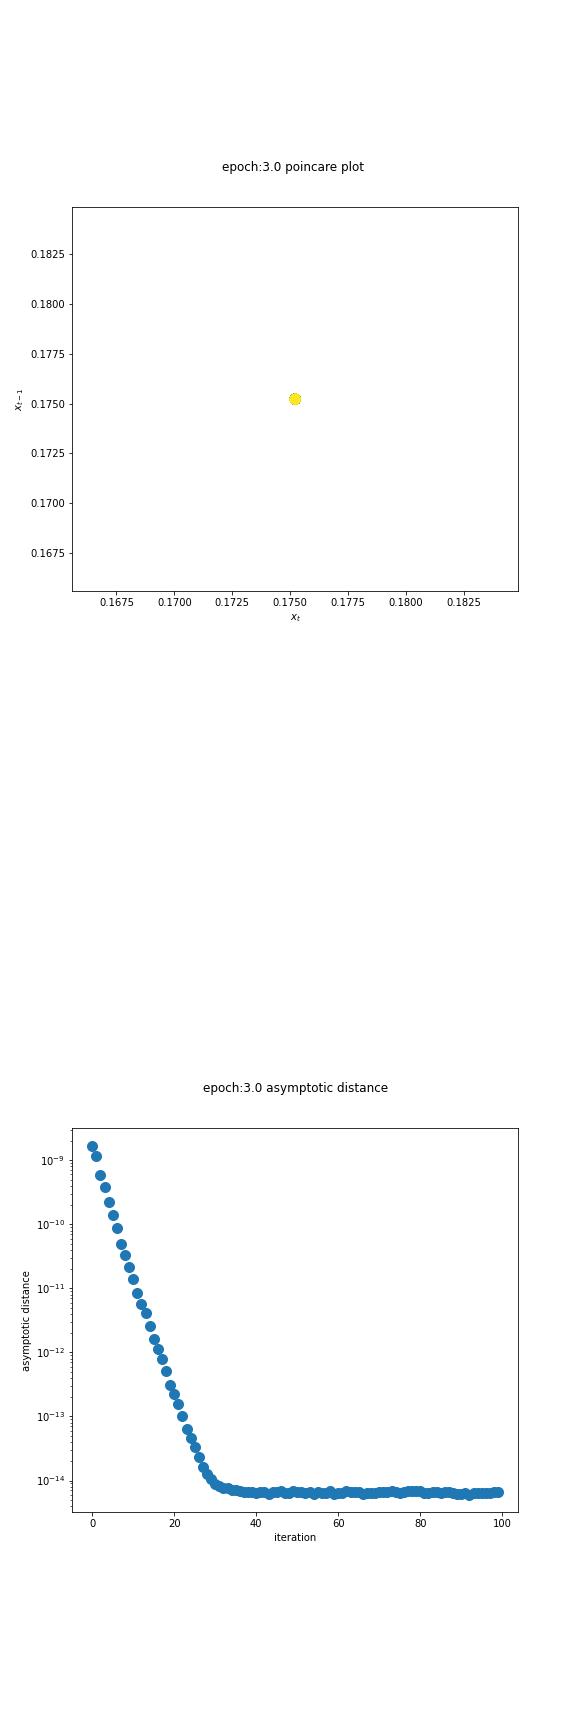 epoch:3.0 poincare plot
0.1825
0.1800
0.1775
0.1750
0.1725
0.1700
0.1675
x_{t-1}
0.1675 0.1700 0.1725 0.1750 0.1775 0.1800 0.1825
x_t
epoch:3.0 asymptotic distance
10^{-9}
10^{-10}
10^{-11}
10^{-12}
10^{-13}
10^{-14}
asymptotic distance
0 20 40 60 80 100
iteration